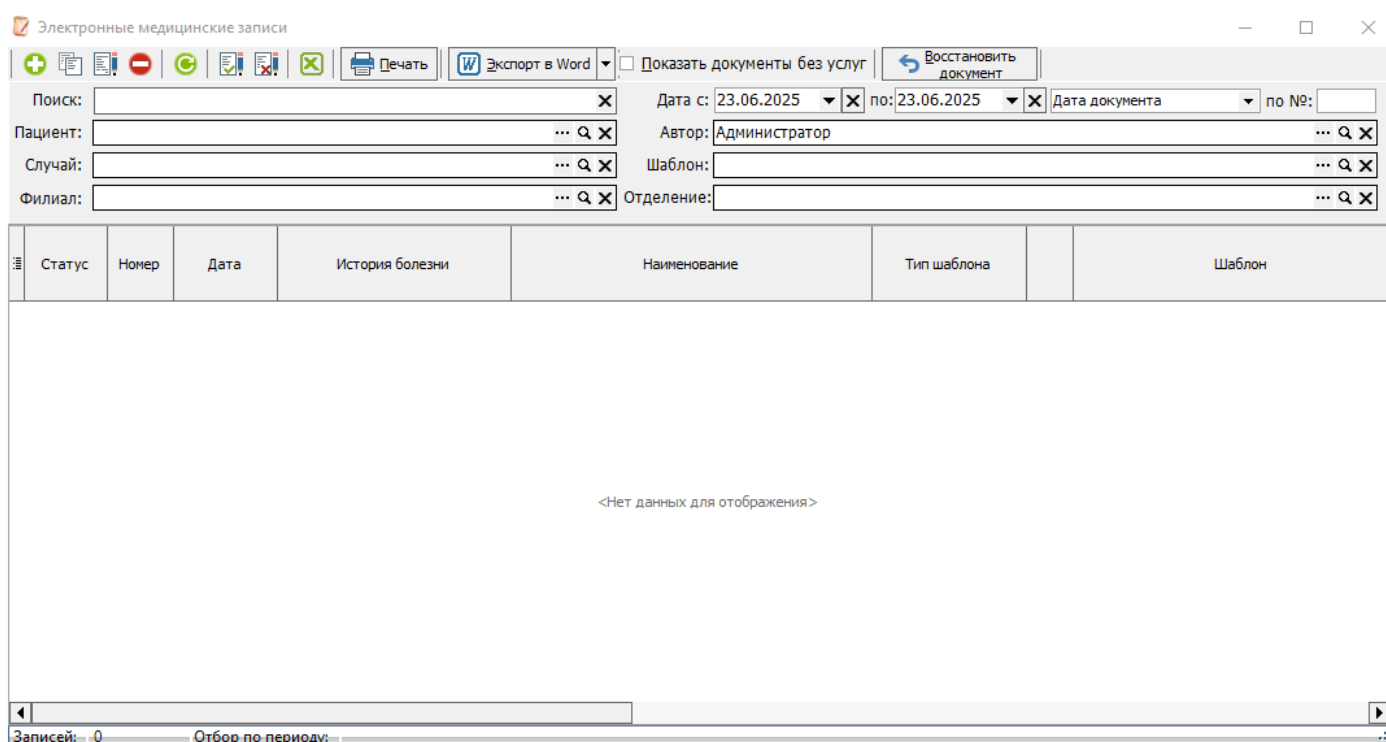 Электронные медицинские записи
Печать Экспорт в Word Показать документы без услуг Восстановить документ
Поиск: Дата с: 23.06.2025 по: 23.06.2025 Дата документа по №:
Пациент: Автор: Администратор
Случай: Шаблон:
Филиал: Отделение:
Статус Номер Дата История болезни Наименование Тип шаблона Шаблон
<Нет данных для отображения>
Записей: 0 Отбор по периоду: